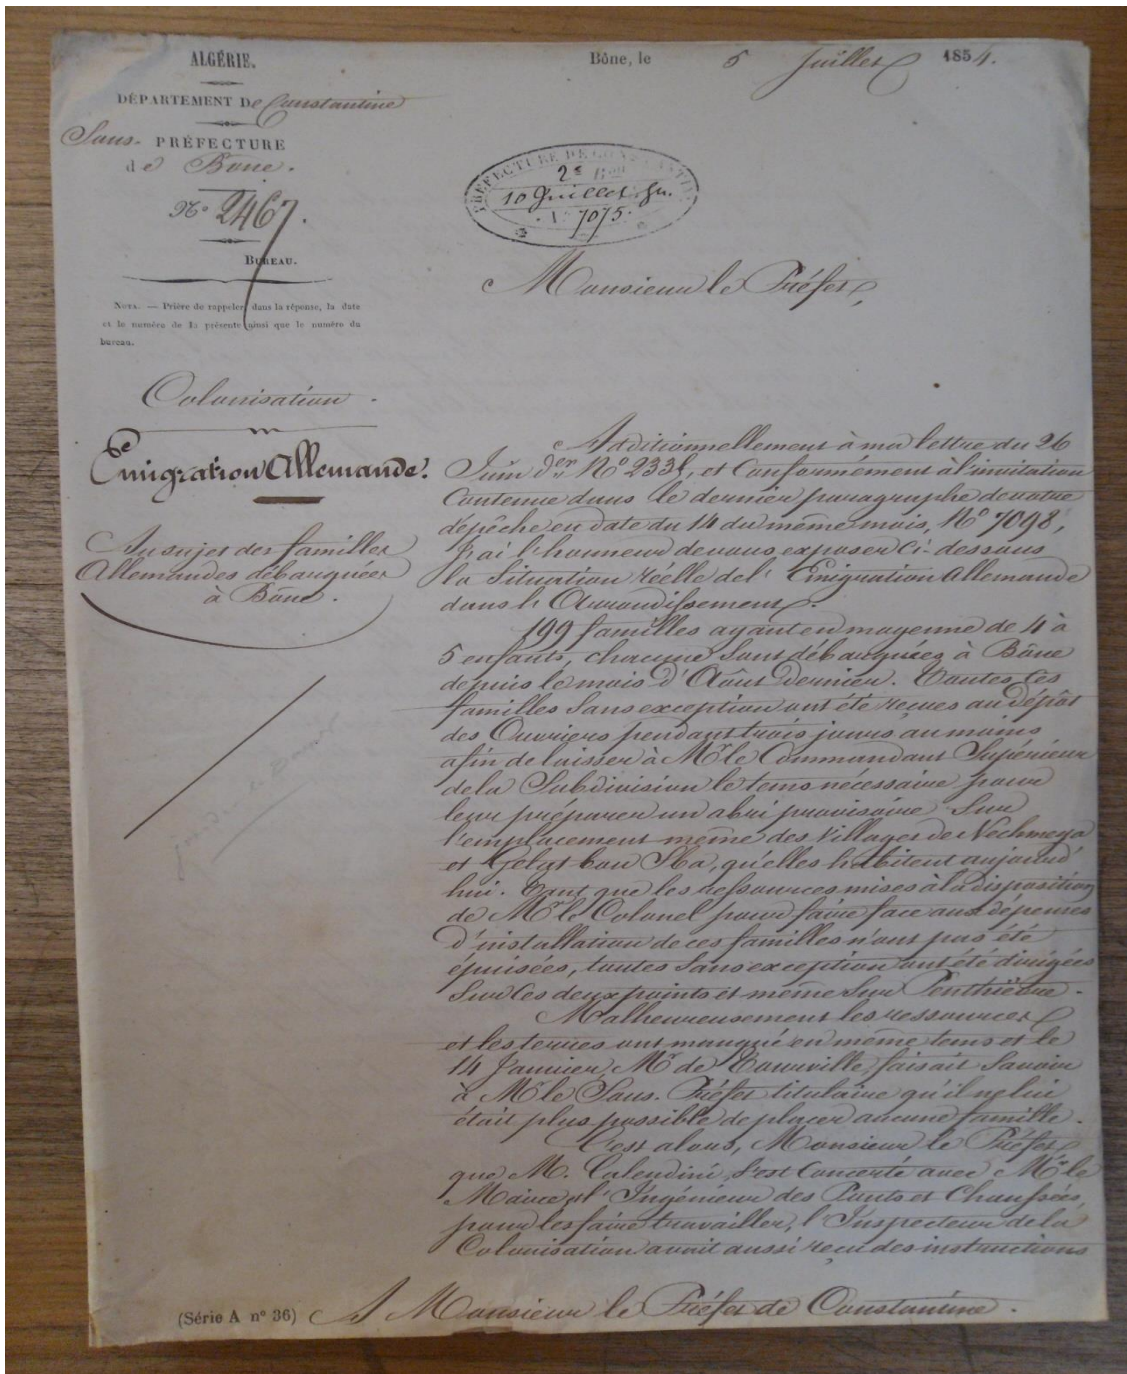 ALGÉRIE.
Bône, le 5 Juillet 1854.
DÉPARTEMENT De Constantine
Sous-PRÉFECTURE
de Bône.
N° 2467.
BUREAU.
NOTA. — Prière de rappeler dans la réponse, la date
et le numéro de la présente ainsi que le numéro du
bureau.
PRÉFECTURE DE CONSTANTINE
2e Bau
10 Juillet
N° 7075.
Monsieur le Préfet,
Colonisation.
Emigration Allemande.
Au sujet des familles
Allemandes débarquées
à Bône.
Additionnellement à ma lettre du 26
Juin der N° 2331, et Conformément à l'invitation
Contenue dans le dernier paragraphe de votre
dépêche en date du 14 du même mois, N° 7098,
J'ai l'honneur de vous exposer Ci-dessous
la Situation réelle de l'Emigration Allemande
dans l'Arrondissement.
199 familles ayant en moyenne de 4 à
5 enfants, chacune Sont débarquées à Bône
depuis le mois d'Août Dernier. Toutes ces
familles Sans exception ont été reçues au dépôt
des Ouvriers pendant trois jours au moins
afin de laisser à Mr le Commandant Supérieur
de la Subdivision le tems nécessaire pour
leur préparer un abri provisoire Sur
l'emplacement même des Villages de Nechmeya
et Gelat bou Sba, qu'elles habitent aujourd'
hui. Tant que les ressources mises à la disposition
de Mr le Colonel pour faire face aux dépenses
d'installation de ces familles n'ont pas été
épuisées, toutes Sans exception ont été dirigées
Sur ces deux points et même Sur Penthièvre.
Malheureusement les ressources
et les terres ont manqué en même tems et le
14 Janvier, Mr de Tourville faisait Savoir
à Mr le Sous-Préfet titulaire qu'il ne lui
était plus possible de placer aucune famille.
C'est alors, Monsieur le Préfet
que M. Calendini s'est Concerté avec Mr le
Maire et l'Ingénieur des Ponts et Chaussées,
pour les faire travailler, l'Inspecteur de la
Colonisation avait aussi reçu des instructions
(Série A n° 36)
A Monsieur le Préfet de Constantine.